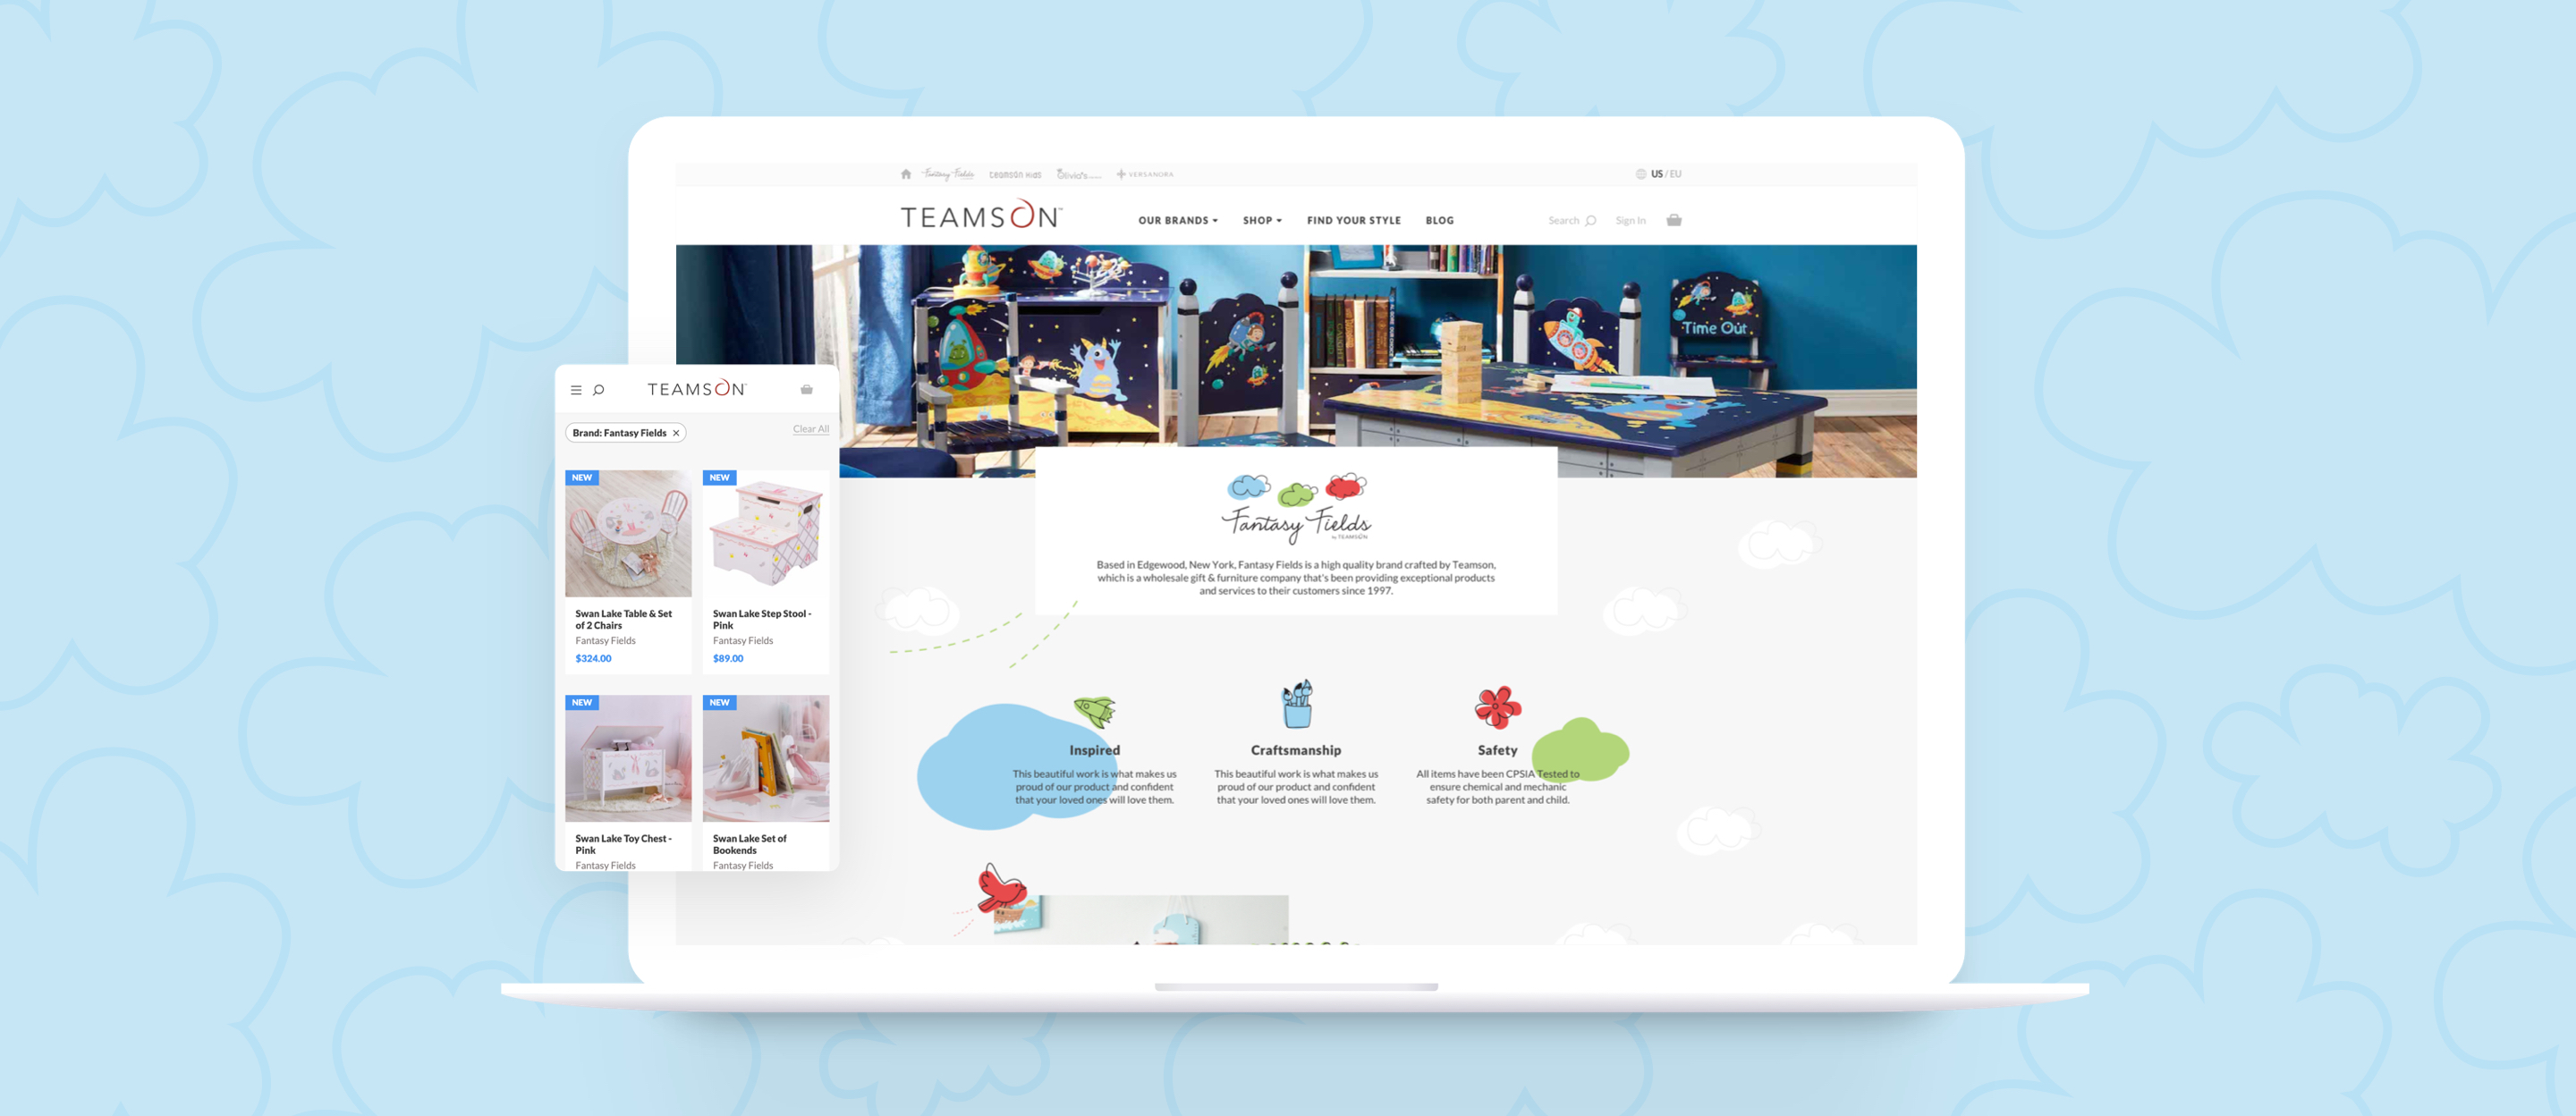 Fantasy Fields
teamson kids
Olivia's
VERSANORA
US / EU
TEAMSON™
OUR BRANDS
SHOP
FIND YOUR STYLE
BLOG
Search
Sign In
Time Out
Fantasy Fields
by TEAMSON
Based in Edgewood, New York, Fantasy Fields is a high quality brand crafted by Teamson,
which is a wholesale gift & furniture company that's been providing exceptional products
and services to their customers since 1997.
Inspired
This beautiful work is what makes us
proud of our product and confident
that your loved ones will love them.
Craftsmanship
This beautiful work is what makes us
proud of our product and confident
that your loved ones will love them.
Safety
All items have been CPSIA Tested to
ensure chemical and mechanic
safety for both parent and child.
TEAMSON™
Brand: Fantasy Fields ×
Clear All
NEW
Swan Lake Table & Set
of 2 Chairs
Fantasy Fields
$324.00
NEW
Swan Lake Step Stool -
Pink
Fantasy Fields
$89.00
NEW
Swan Lake Toy Chest -
Pink
Fantasy Fields
NEW
Swan Lake Set of
Bookends
Fantasy Fields